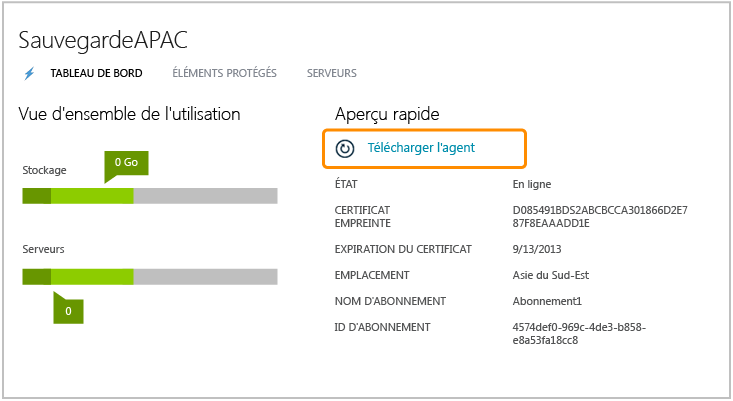 SauvegardeAPAC
TABLEAU DE BORD ÉLÉMENTS PROTÉGÉS SERVEURS
Vue d'ensemble de l'utilisation
Stockage
0 Go
Serveurs
0
Aperçu rapide
Télécharger l'agent
ÉTAT En ligne
CERTIFICAT D085491BDS2ABCBCCA301866D2E7
EMPREINTE 87F8EAAADD1E
EXPIRATION DU CERTIFICAT 9/13/2013
EMPLACEMENT Asie du Sud-Est
NOM D'ABONNEMENT Abonnement1
ID D'ABONNEMENT 4574def0-969c-4de3-b858-
e8a53fa18cc8